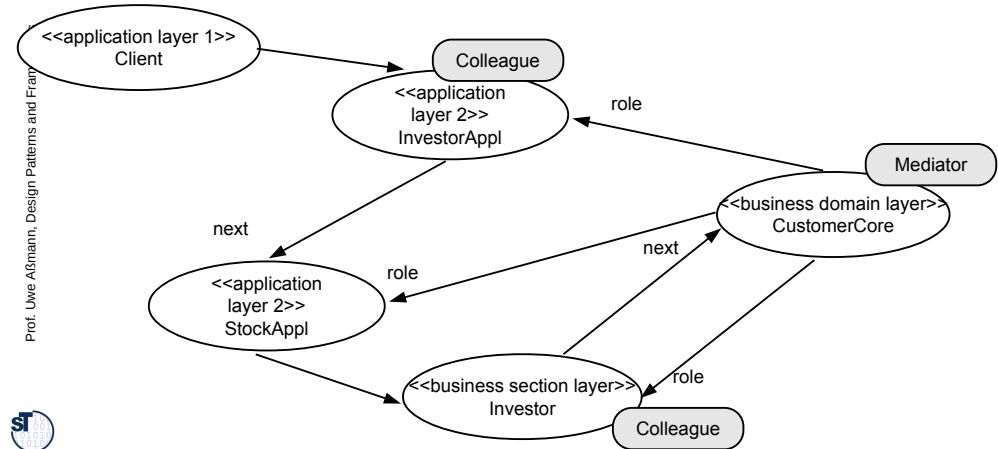 <<application layer 1>>
Client
Colleague
<<application
layer 2>>
InvestorAppl
role
Mediator
<<business domain layer>>
CustomerCore
next
next
role
<<application
layer 2>>
StockAppl
<<business section layer>>
Investor
role
Colleague
Prof. Uwe Aßmann, Design Patterns and
ST